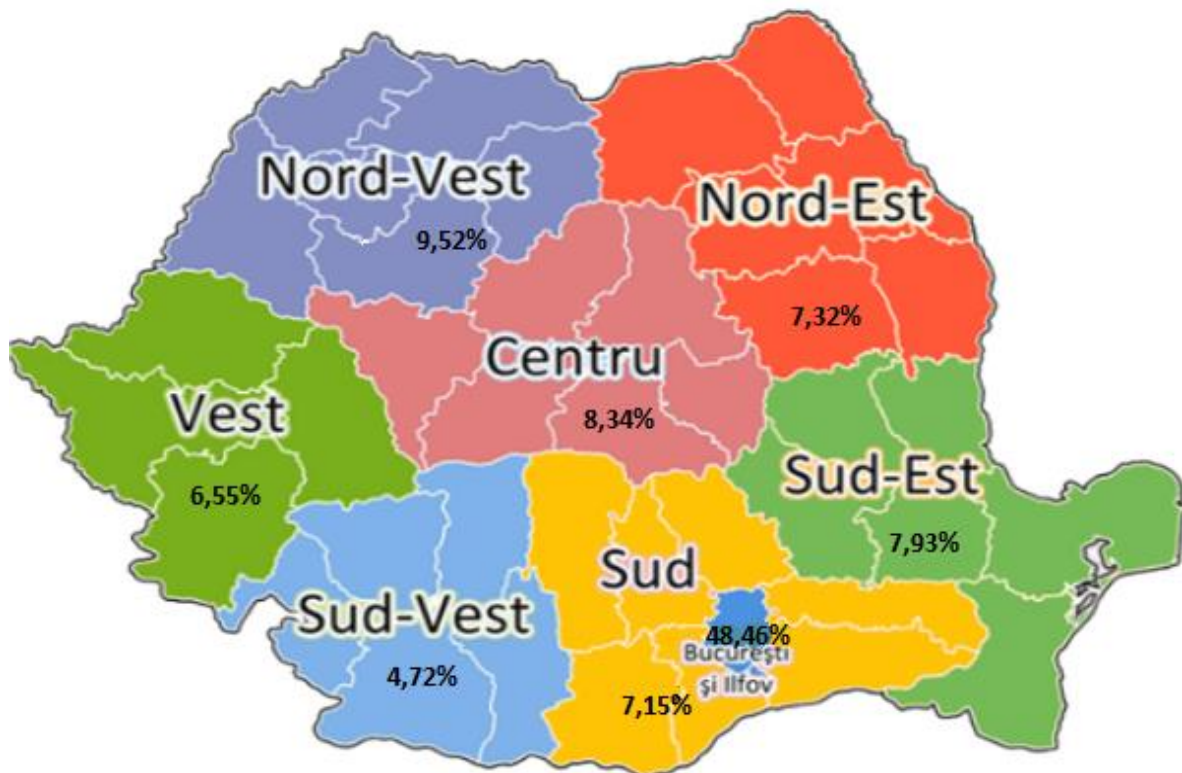 Nord-Vest
9,52%
Nord-Est
7,32%
Centru
8,34%
Vest
6,55%
Sud-Est
7,93%
Sud
7,15%
Sud-Vest
4,72%
48,46%
București
și Ilfov